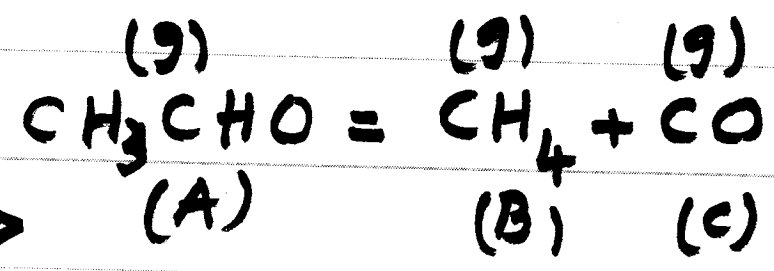 (g) (g) (g)
CH₃CHO = CH₄ + CO
> (A) (B) (C)